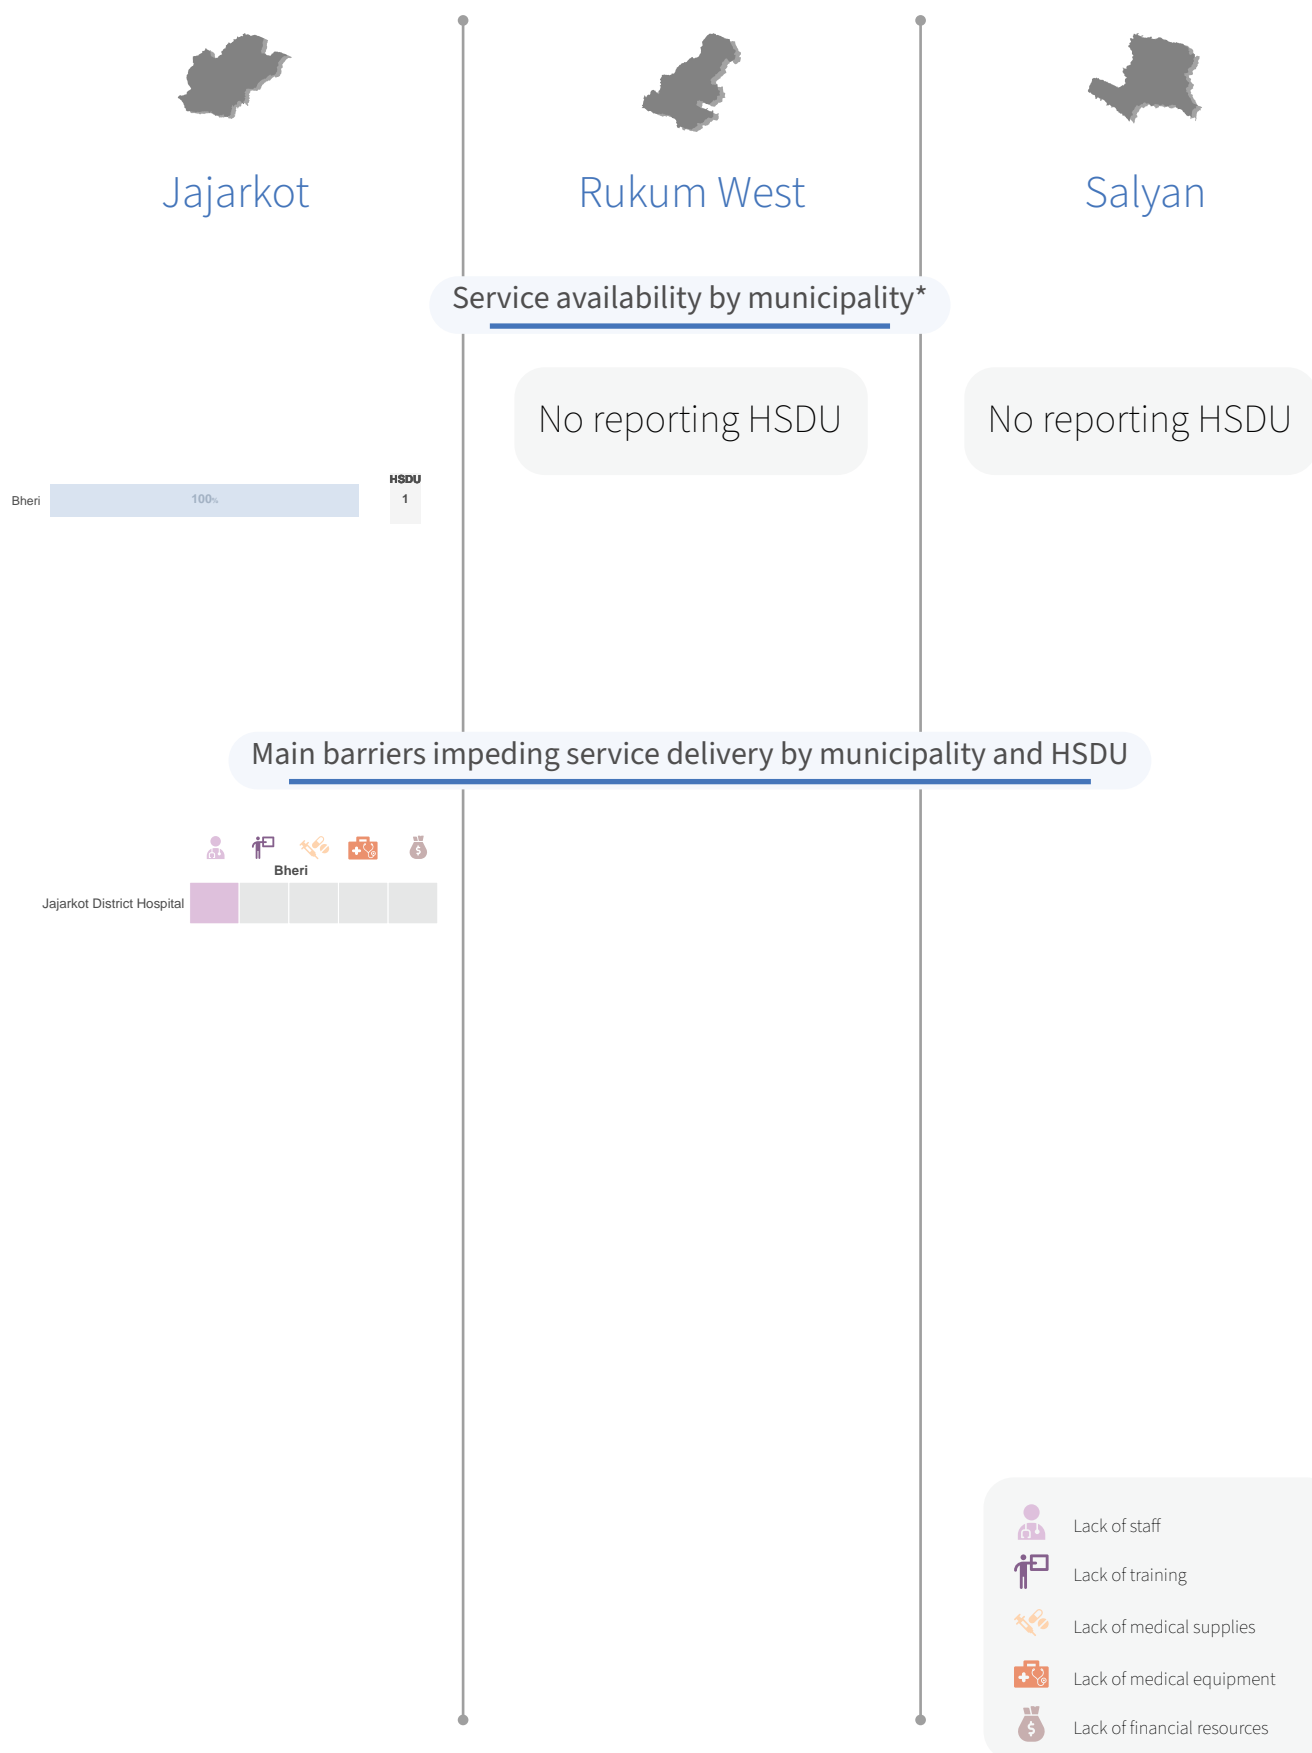 Jajarkot
Rukum West
Salyan
Service availability by municipality*
No reporting HSDU
No reporting HSDU
HSDU
Bheri
100%
1
Main barriers impeding service delivery by municipality and HSDU
Bheri
Jajarkot District Hospital
Lack of staff
Lack of training
Lack of medical supplies
Lack of medical equipment
Lack of financial resources